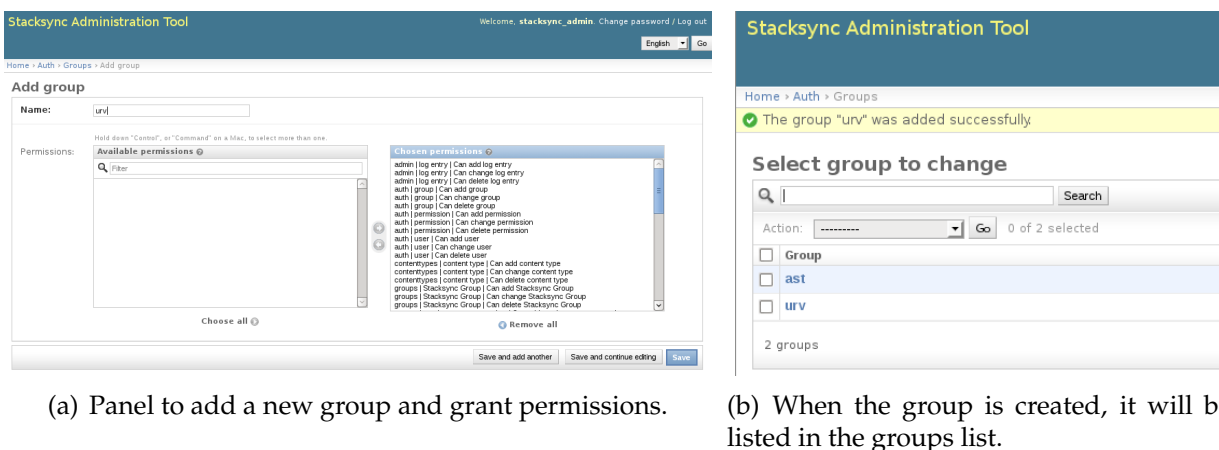 Stacksync Administration Tool
Welcome, stacksync_admin. Change password / Log out
English Go
Home › Auth › Groups › Add group
Add group
Name: urv
Hold down "Control", or "Command" on a Mac, to select more than one.
Permissions:
Available permissions
Filter
Choose all
Chosen permissions
admin | log entry | Can add log entry
admin | log entry | Can change log entry
admin | log entry | Can delete log entry
auth | group | Can add group
auth | group | Can change group
auth | group | Can delete group
auth | permission | Can add permission
auth | permission | Can change permission
auth | permission | Can delete permission
auth | user | Can add user
auth | user | Can change user
auth | user | Can delete user
contenttypes | content type | Can add content type
contenttypes | content type | Can change content type
contenttypes | content type | Can delete content type
groups | Stacksync Group | Can add Stacksync Group
groups | Stacksync Group | Can change Stacksync Group
groups | Stacksync Group | Can delete Stacksync Group
Remove all
Save and add another Save and continue editing Save
(a) Panel to add a new group and grant permissions.
Stacksync Administration Tool
Home › Auth › Groups
The group "urv" was added successfully.
Select group to change
Search
Action: --------- Go 0 of 2 selected
Group
ast
urv
2 groups
(b) When the group is created, it will b
listed in the groups list.